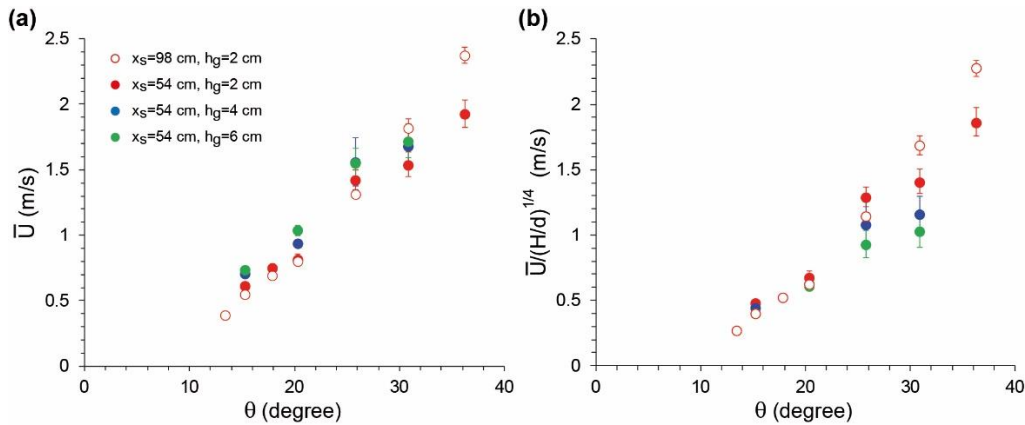 (a)
2.5
2
1.5
1
0.5
0
U̅ (m/s)
xs=98 cm, hg=2 cm
xs=54 cm, hg=2 cm
xs=54 cm, hg=4 cm
xs=54 cm, hg=6 cm
0 10 20 30 40
θ (degree)
(b)
2.5
2
1.5
1
0.5
0
U̅/(H/d)^1/4 (m/s)
0 10 20 30 40
θ (degree)